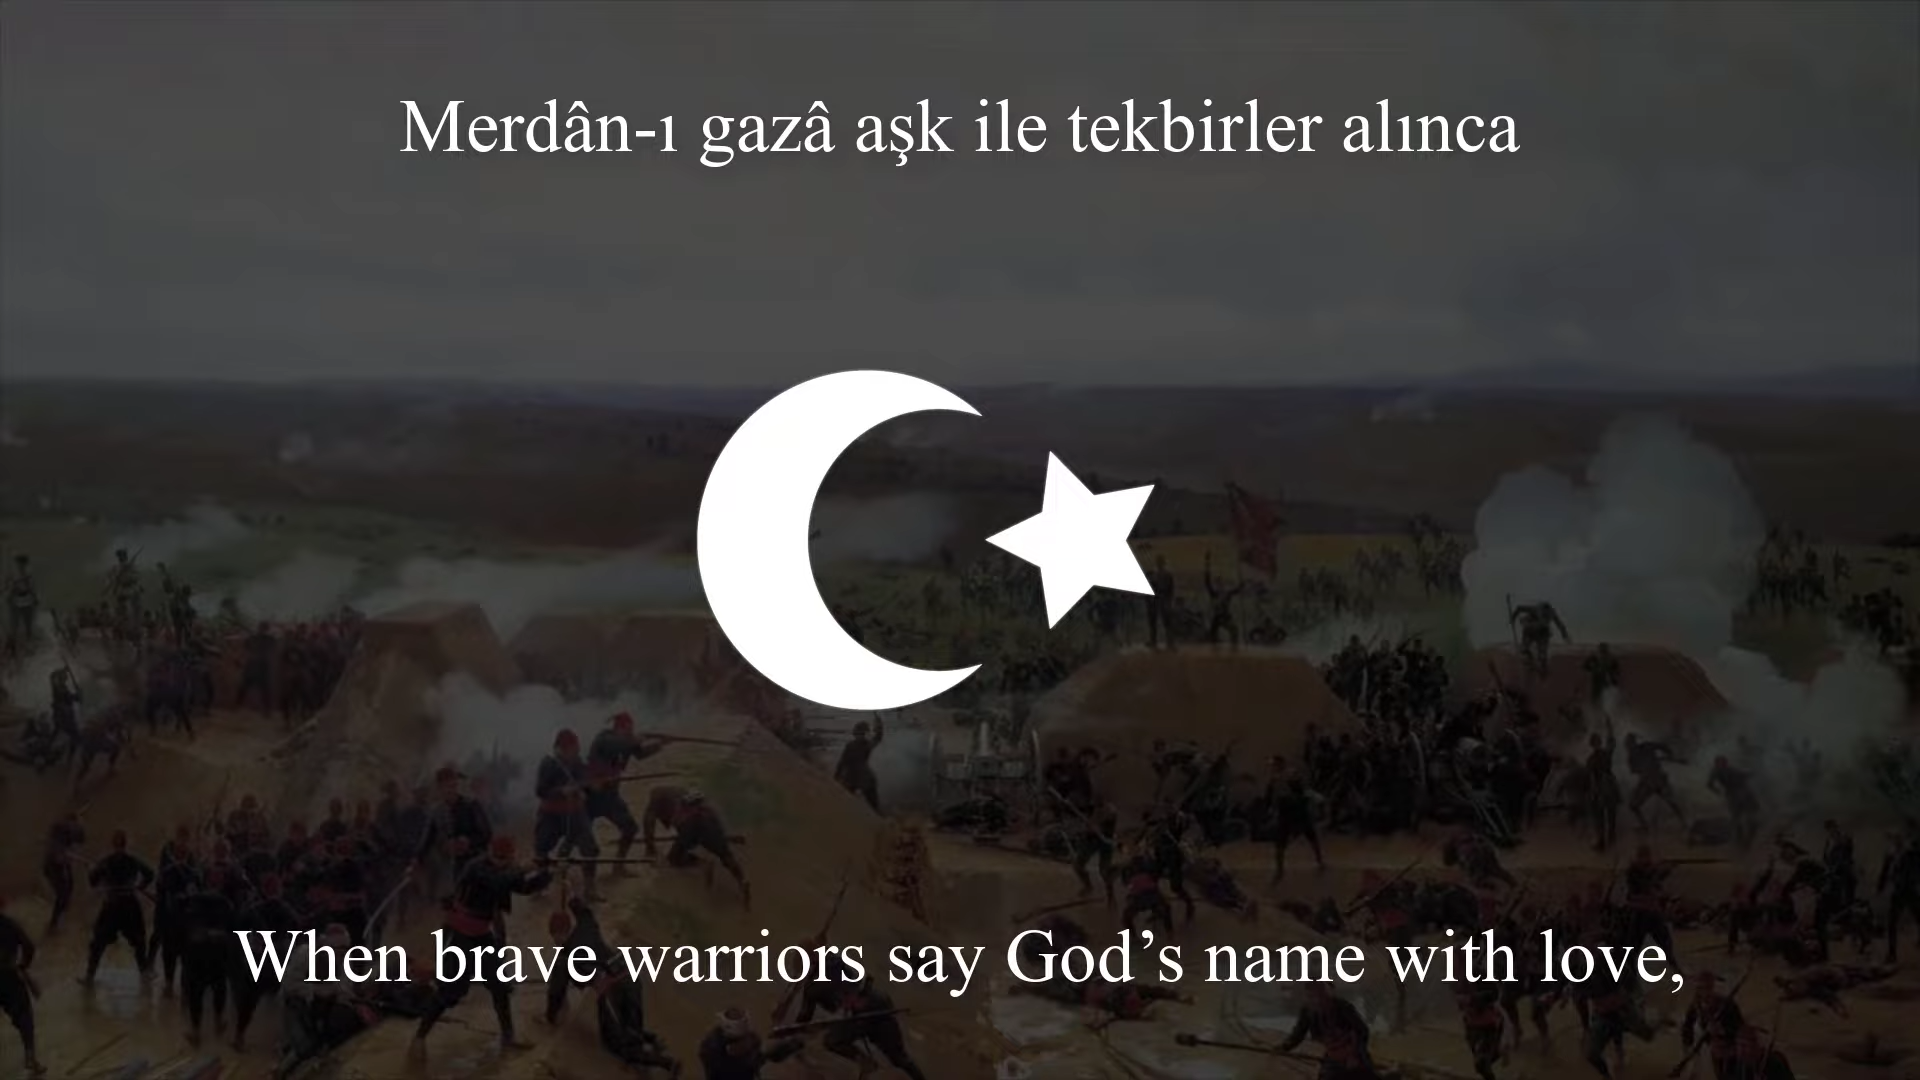 Merdân-ı gazâ aşk ile tekbirler alınca
When brave warriors say God’s name with love,